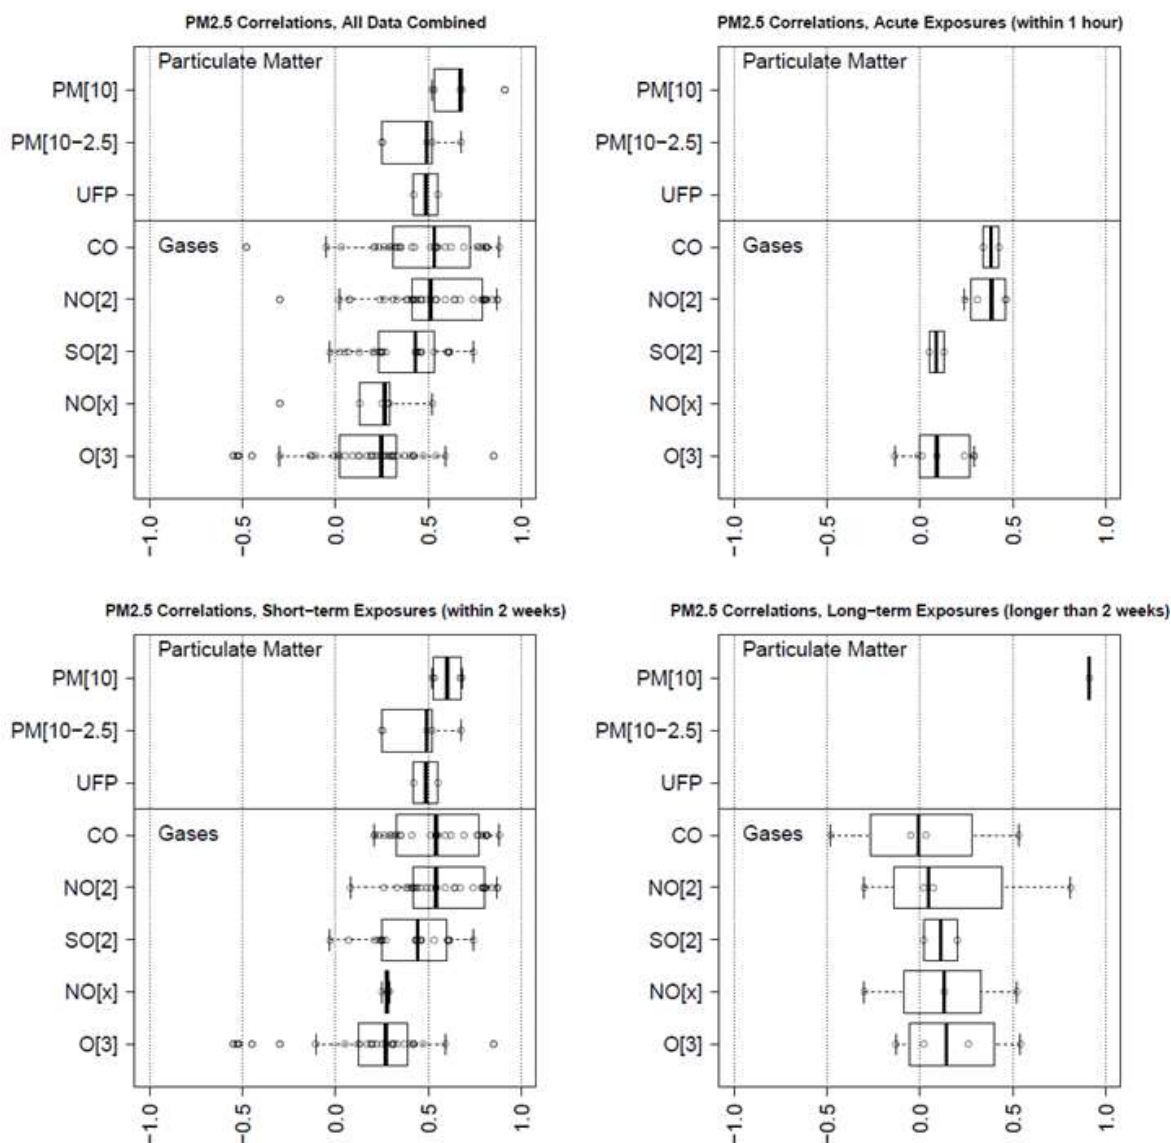 PM2.5 Correlations, All Data Combined
Particulate Matter
PM[10]
PM[10−2.5]
UFP
Gases
CO
NO[2]
SO[2]
NO[x]
O[3]
−1.0 −0.5 0.0 0.5 1.0
PM2.5 Correlations, Acute Exposures (within 1 hour)
Particulate Matter
PM[10]
PM[10−2.5]
UFP
Gases
CO
NO[2]
SO[2]
NO[x]
O[3]
−1.0 −0.5 0.0 0.5 1.0
PM2.5 Correlations, Short−term Exposures (within 2 weeks)
Particulate Matter
PM[10]
PM[10−2.5]
UFP
Gases
CO
NO[2]
SO[2]
NO[x]
O[3]
−1.0 −0.5 0.0 0.5 1.0
PM2.5 Correlations, Long−term Exposures (longer than 2 weeks)
Particulate Matter
PM[10]
PM[10−2.5]
UFP
Gases
CO
NO[2]
SO[2]
NO[x]
O[3]
−1.0 −0.5 0.0 0.5 1.0